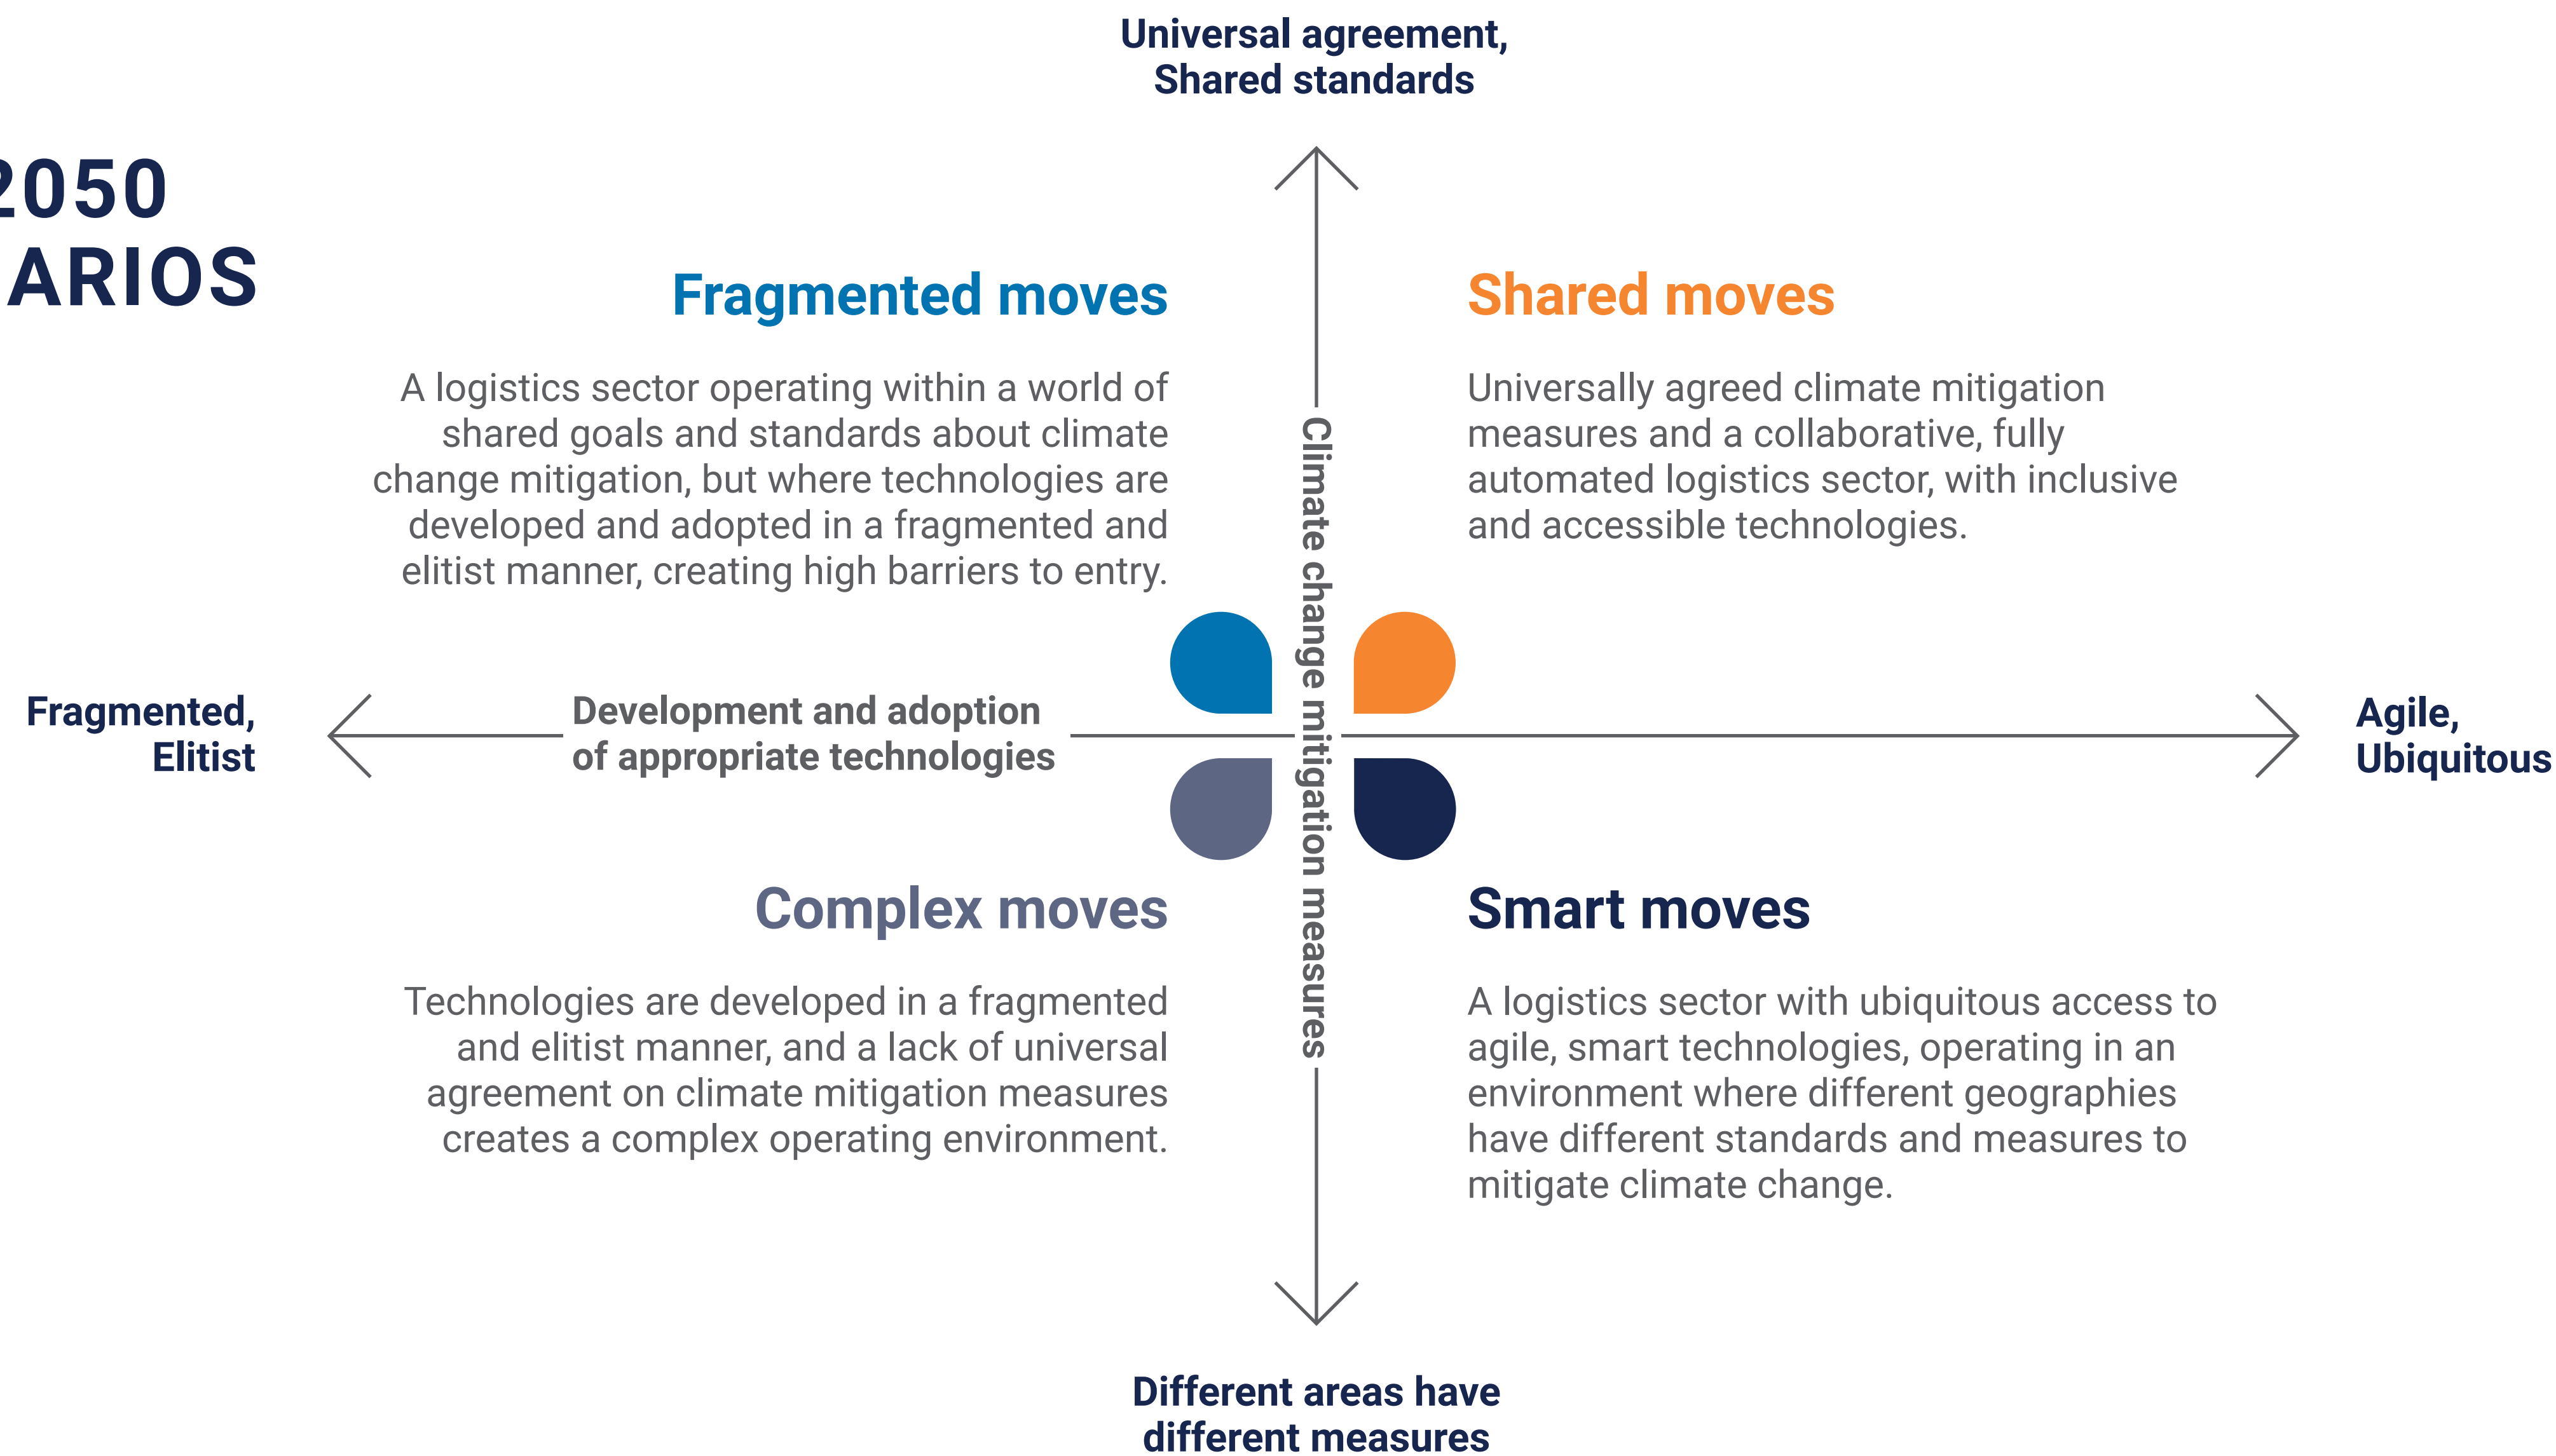 Universal agreement,
Shared standards
2050
ARIOS
Fragmented moves
A logistics sector operating within a world of
shared goals and standards about climate
change mitigation, but where technologies are
developed and adopted in a fragmented and
elitist manner, creating high barriers to entry.
Shared moves
Universally agreed climate mitigation
measures and a collaborative, fully
automated logistics sector, with inclusive
and accessible technologies.
Climate change mitigation measures
Fragmented,
Elitist
Development and adoption
of appropriate technologies
Agile,
Ubiquitous
Complex moves
Technologies are developed in a fragmented
and elitist manner, and a lack of universal
agreement on climate mitigation measures
creates a complex operating environment.
Smart moves
A logistics sector with ubiquitous access to
agile, smart technologies, operating in an
environment where different geographies
have different standards and measures to
mitigate climate change.
Different areas have
different measures